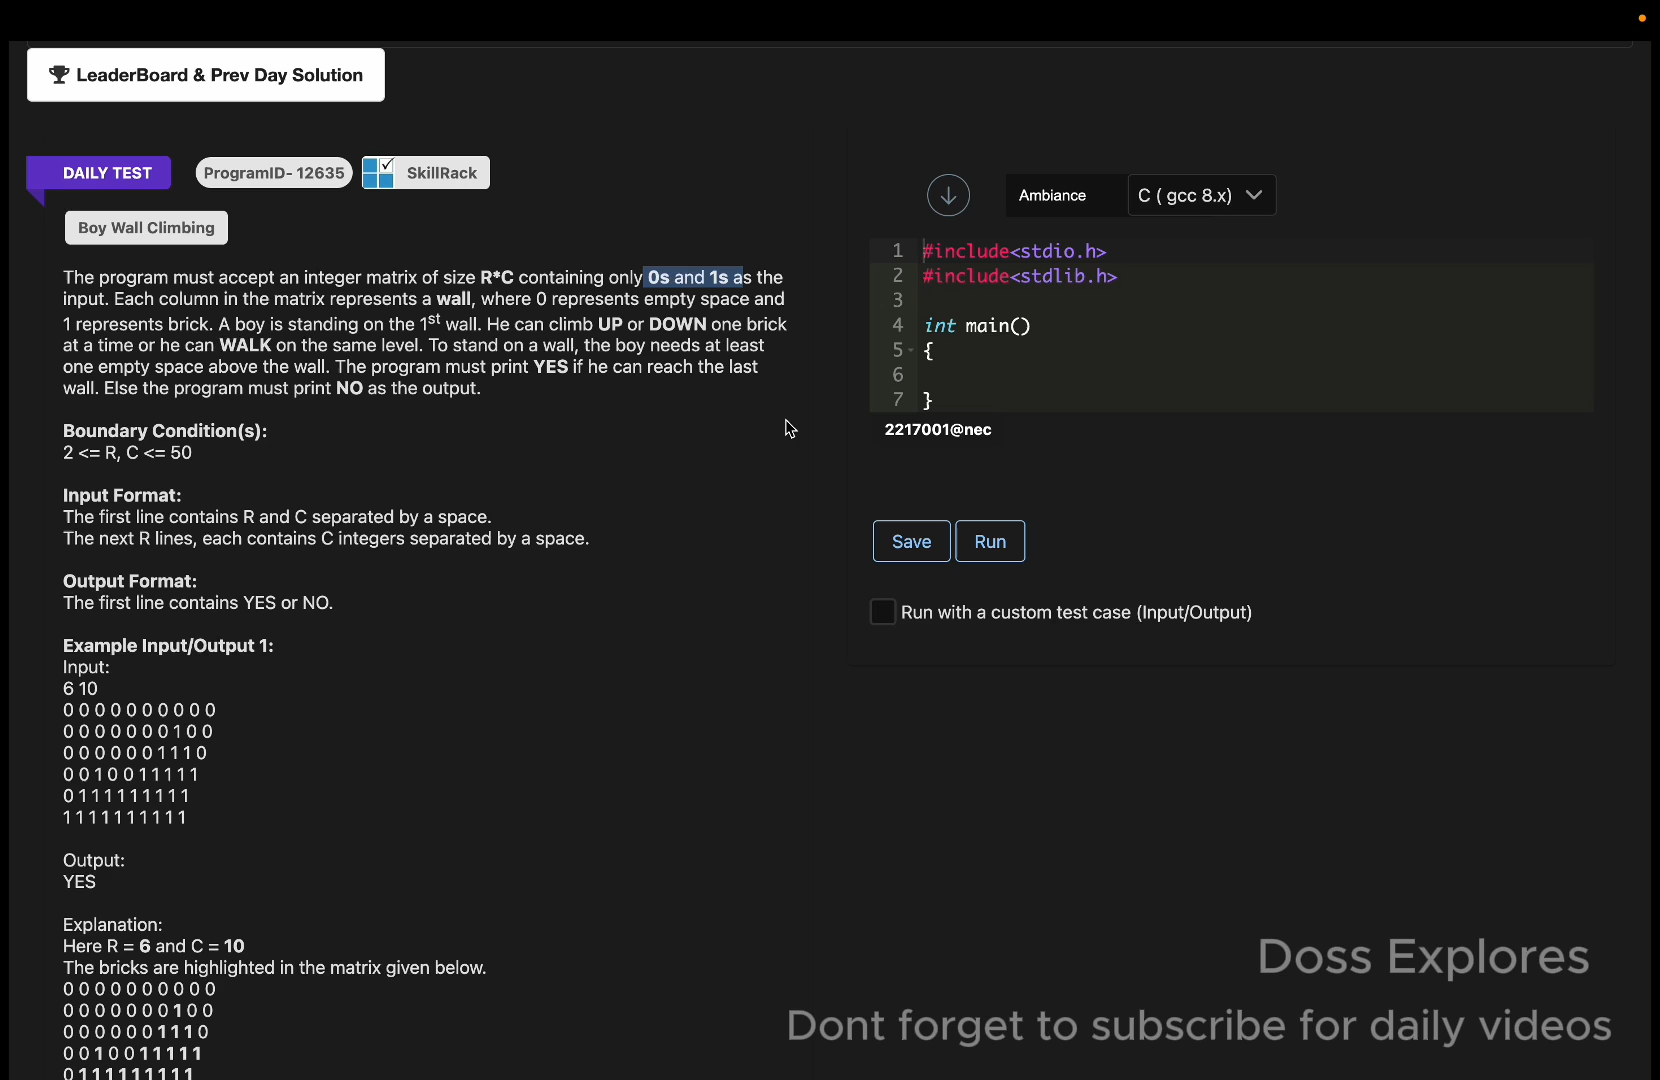 LeaderBoard & Prev Day Solution
DAILY TEST
ProgramID- 12635
SkillRack
Boy Wall Climbing
The program must accept an integer matrix of size R*C containing only 0s and 1s as the
input. Each column in the matrix represents a wall, where 0 represents empty space and
1 represents brick. A boy is standing on the 1st wall. He can climb UP or DOWN one brick
at a time or he can WALK on the same level. To stand on a wall, the boy needs at least
one empty space above the wall. The program must print YES if he can reach the last
wall. Else the program must print NO as the output.
Boundary Condition(s):
2 <= R, C <= 50
Input Format:
The first line contains R and C separated by a space.
The next R lines, each contains C integers separated by a space.
Output Format:
The first line contains YES or NO.
Example Input/Output 1:
Input:
6 10
0 0 0 0 0 0 0 0 0 0
0 0 0 0 0 0 0 1 0 0
0 0 0 0 0 0 1 1 1 0
0 0 1 0 0 1 1 1 1 1
0 1 1 1 1 1 1 1 1 1
1 1 1 1 1 1 1 1 1 1
Output:
YES
Explanation:
Here R = 6 and C = 10
The bricks are highlighted in the matrix given below.
0 0 0 0 0 0 0 0 0 0
0 0 0 0 0 0 0 1 0 0
0 0 0 0 0 0 1 1 1 0
0 0 1 0 0 1 1 1 1 1
0 1 1 1 1 1 1 1 1 1
Ambiance
C ( gcc 8.x)
1 #include<stdio.h>
2 #include<stdlib.h>
3
4 int main()
5 {
6
7 }
2217001@nec
Save
Run
Run with a custom test case (Input/Output)
Doss Explores
Dont forget to subscribe for daily videos